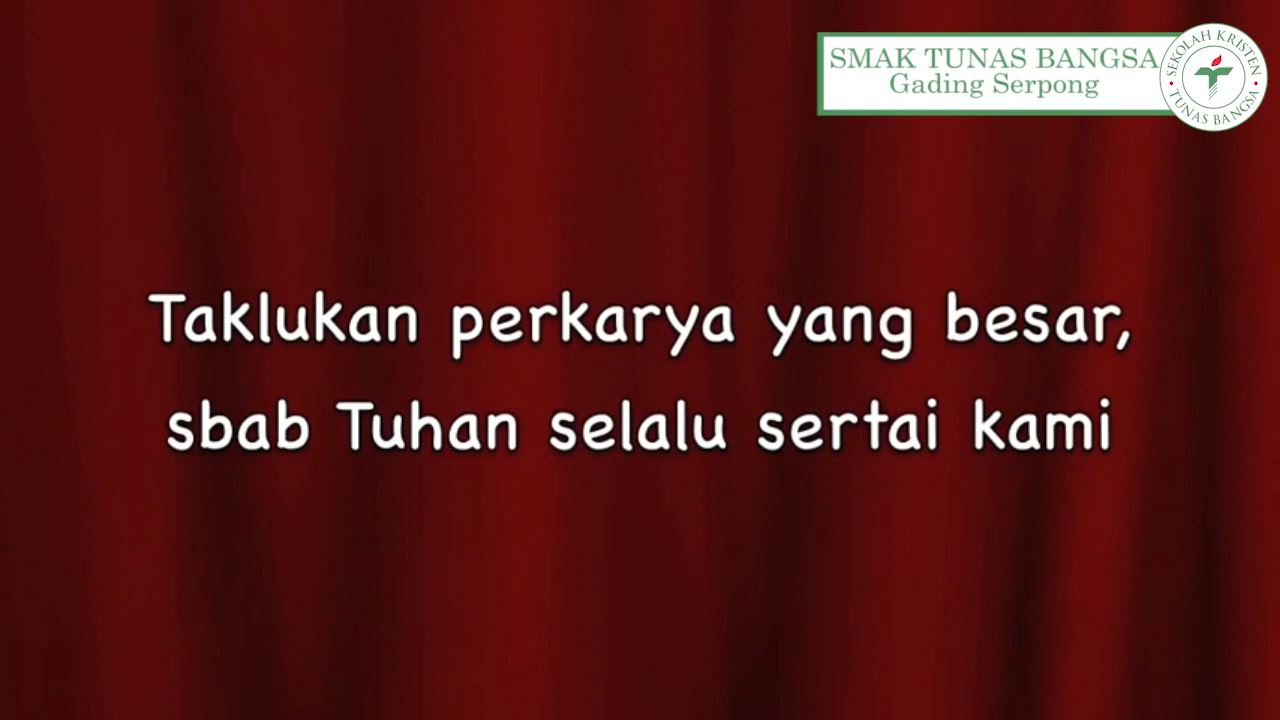 SMAK TUNAS BANGSA
Gading Serpong
SEKOLAH KRISTEN
TUNAS BANGSA
Taklukan perkarya yang besar,
sbab Tuhan selalu sertai kami